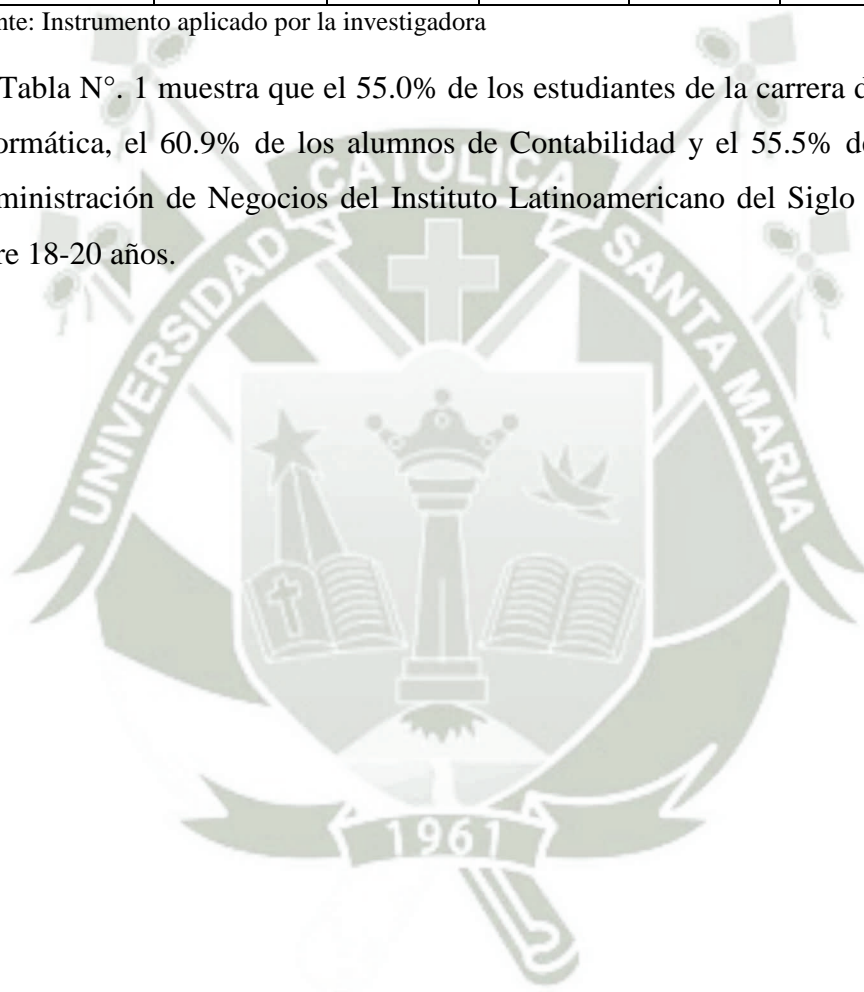 nte: Instrumento aplicado por la investigadora
Tabla N°. 1 muestra que el 55.0% de los estudiantes de la carrera
ormática, el 60.9% de los alumnos de Contabilidad y el 55.5%
ministración de Negocios del Instituto Latinoamericano del Siglo
re 18-20 años.
UNIVERSIDAD CATOLICA SANTA MARIA
1961